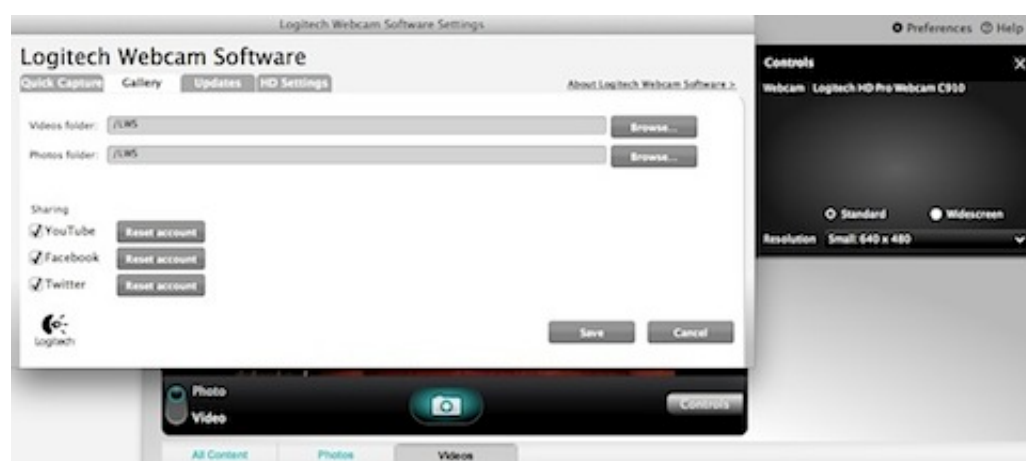 Logitech Webcam Software Settings
Preferences Help
Logitech Webcam Software
Quick Capture Gallery Updates HD Settings
About Logitech Webcam Software >
Videos folder: /LWS Browse...
Photos folder: /LWS Browse...
Sharing
YouTube Reset account
Facebook Reset account
Twitter Reset account
Logitech
Save Cancel
Controls X
Webcam Logitech HD Pro Webcam C910
Standard Widescreen
Resolution Small: 640 x 480
Photo
Video
Controls
All Content Photos Videos